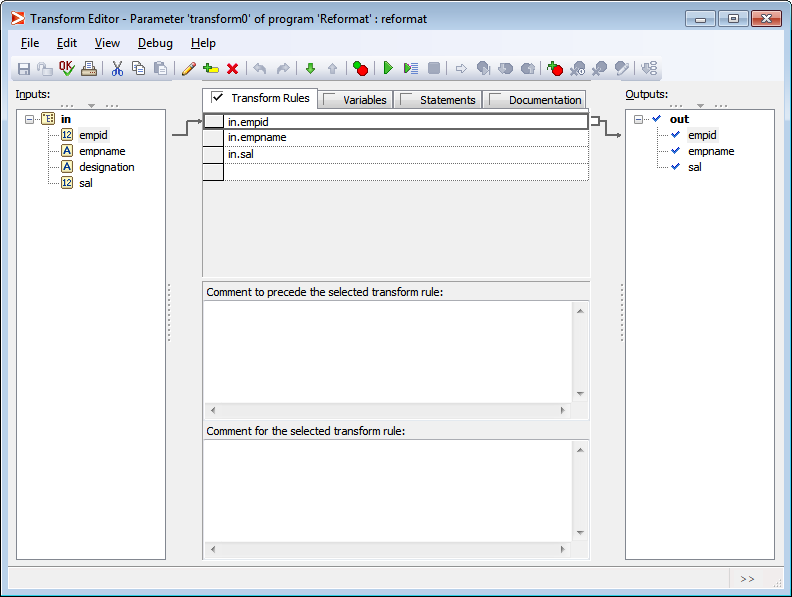 Transform Editor - Parameter 'transform0' of program 'Reformat' : reformat
File Edit View Debug Help
OK
Inputs:
in
12 empid
A empname
A designation
12 sal
Transform Rules Variables Statements Documentation
in.empid
in.empname
in.sal
Comment to precede the selected transform rule:
Comment for the selected transform rule:
Outputs:
out
empid
empname
sal
>>